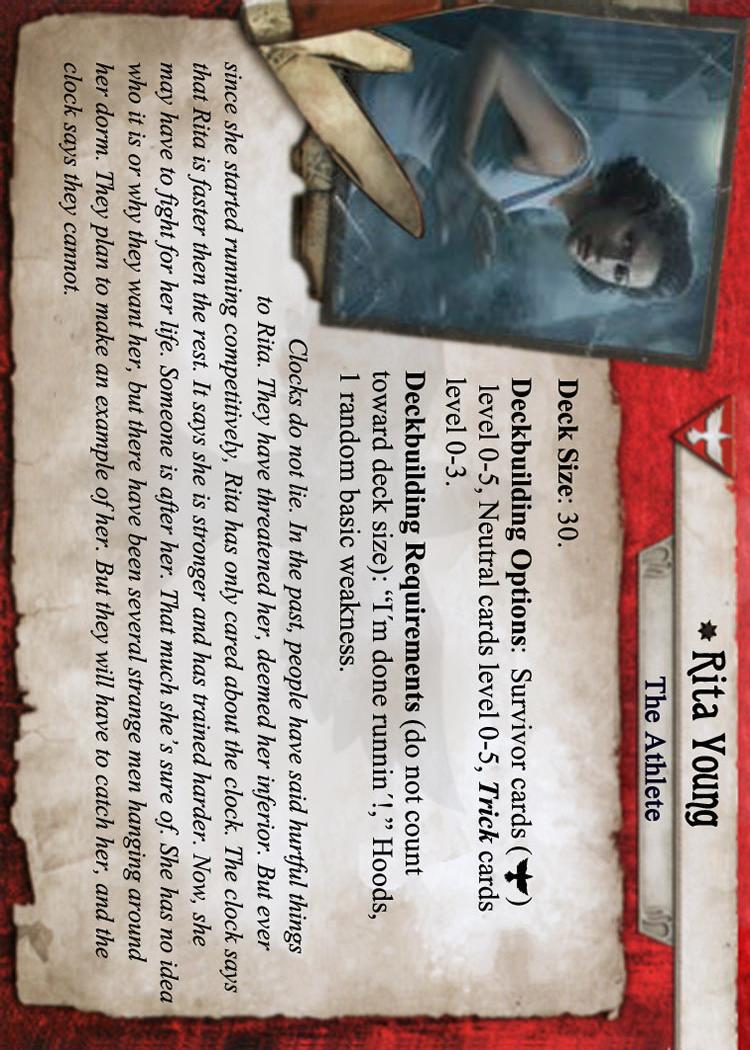 Rita Young
The Athlete
Deck Size: 30.
Deckbuilding Options: Survivor cards ( )
level 0-5, Neutral cards level 0-5, Trick cards
level 0-3.
Deckbuilding Requirements (do not count
toward deck size): “I´m done runnin´!,” Hoods,
1 random basic weakness.
Clocks do not lie. In the past, people have said hurtful things
to Rita. They have threatened her, deemed her inferior. But ever
since she started running competitively, Rita has only cared about the clock. The clock says
that Rita is faster then the rest. It says she is stronger and has trained harder. Now, she
may have to fight for her life. Someone is after her. That much she’s sure of. She has no idea
who it is or why they want her, but there have been several strange men hanging around
her dorm. They plan to make an example of her. But they will have to catch her, and the
clock says they cannot.